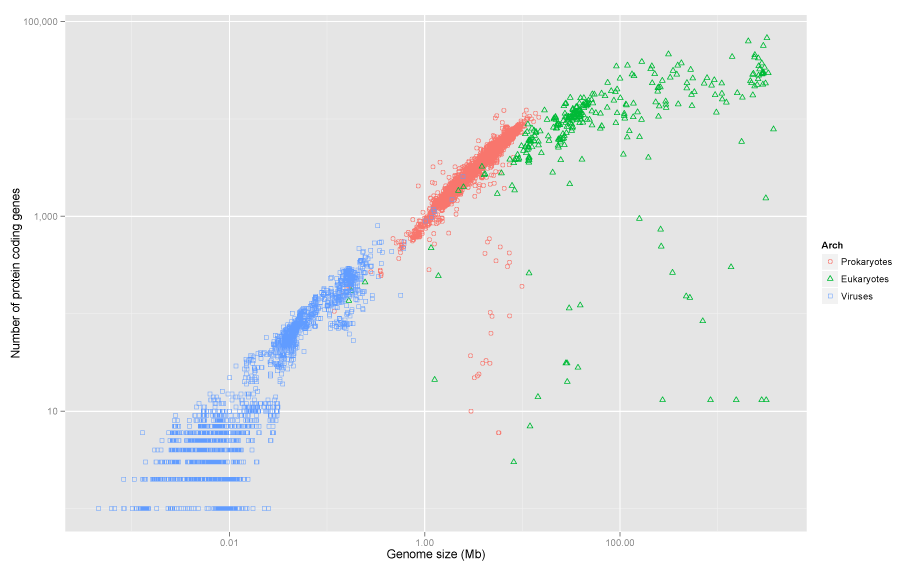 100,000
1,000
10
Number of protein coding genes
0.01
1.00
100.00
Genome size (Mb)
Arch
Prokaryotes
Eukaryotes
Viruses